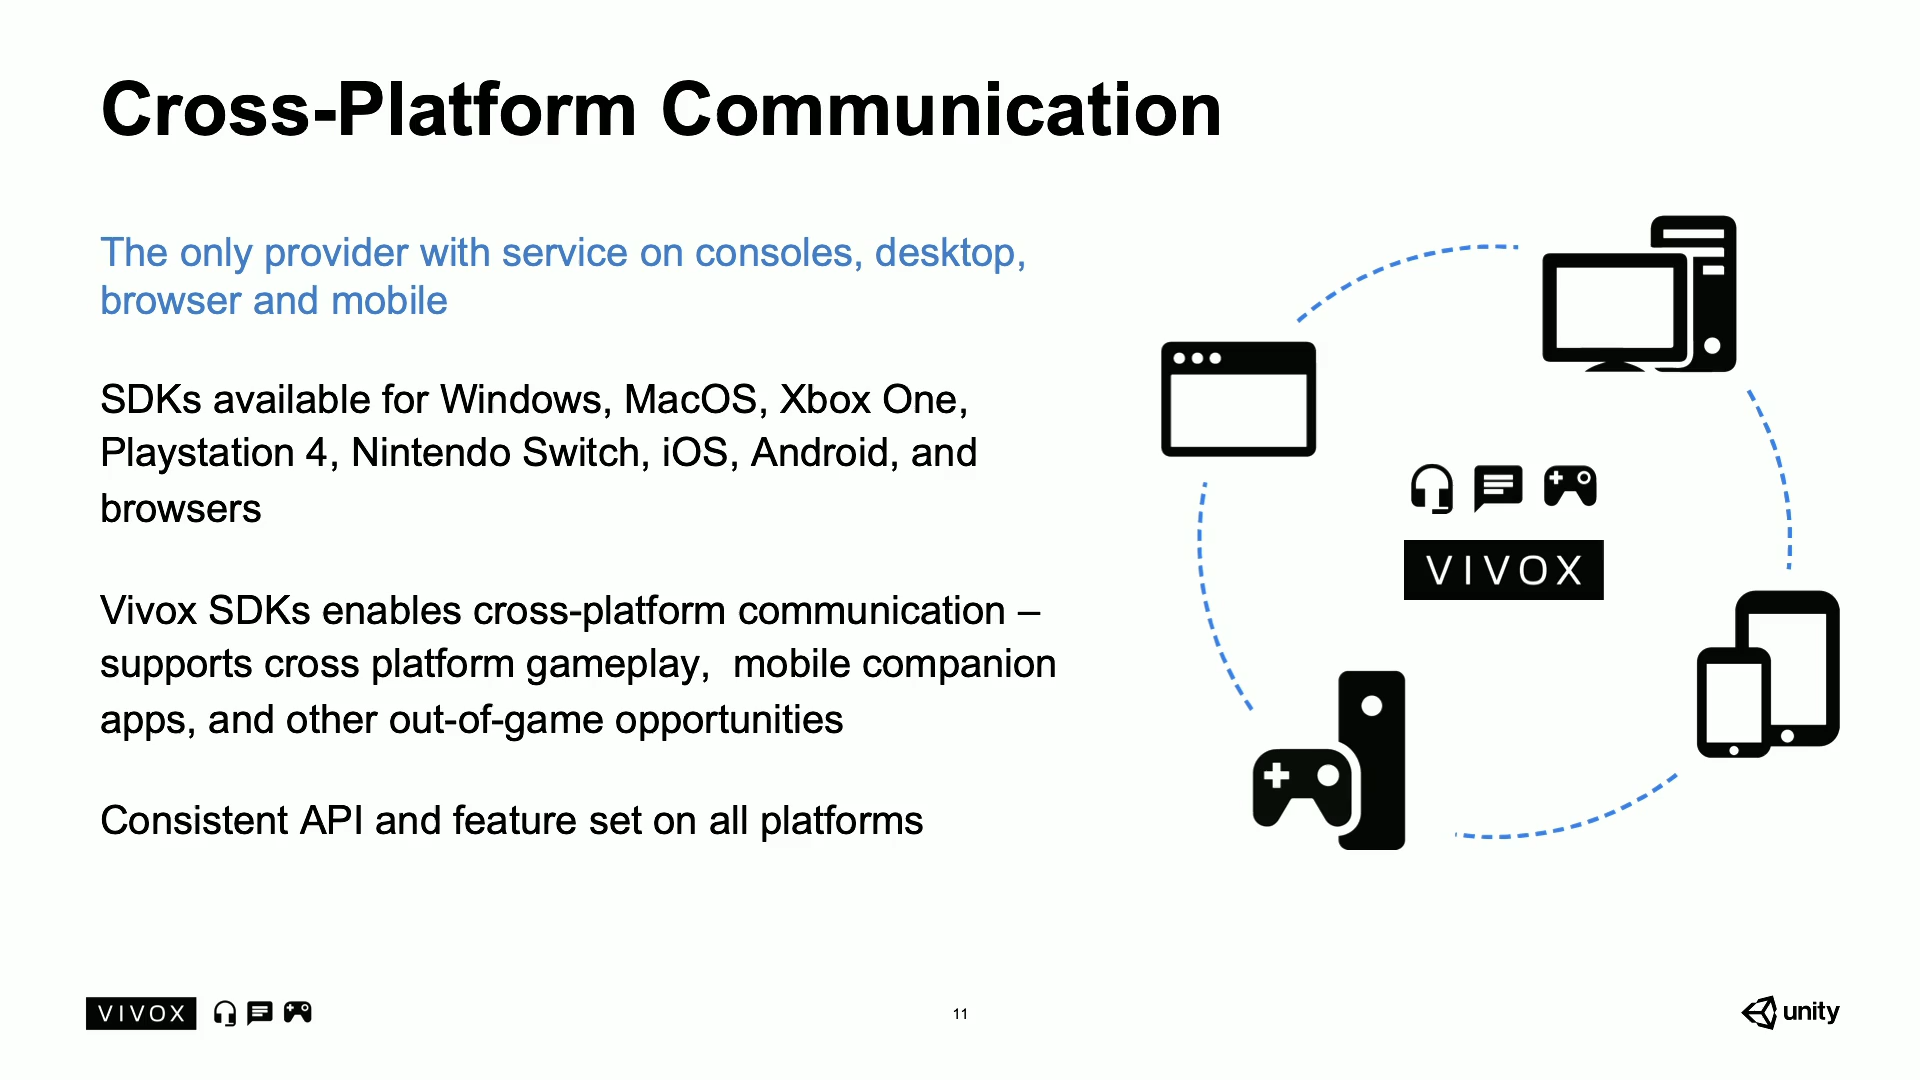 Cross-Platform Communication
The only provider with service on consoles, desktop,
browser and mobile
SDKs available for Windows, MacOS, Xbox One,
Playstation 4, Nintendo Switch, iOS, Android, and
browsers
Vivox SDKs enables cross-platform communication –
supports cross platform gameplay,  mobile companion
apps, and other out-of-game opportunities
Consistent API and feature set on all platforms
VIVOX
VIVOX
11
unity